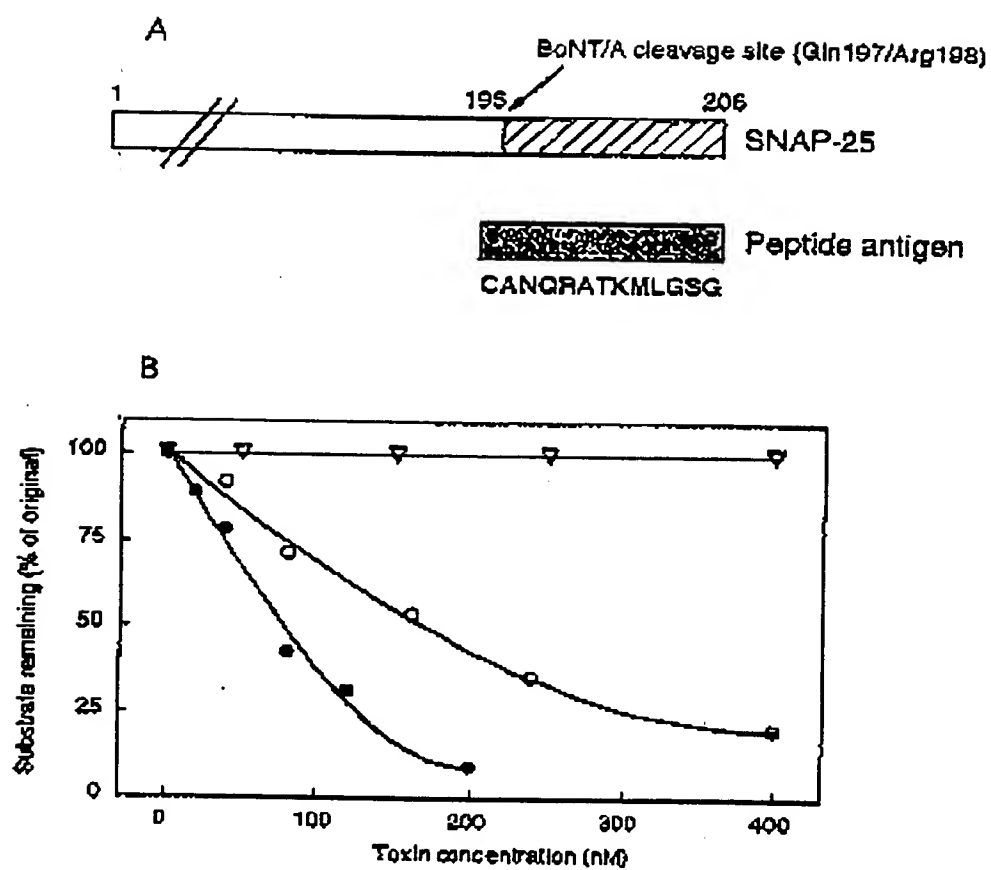 A
BoNT/A cleavage site (Gln197/Arg198)
1 195 206
SNAP-25
Peptide antigen
CANQRATKMLGSG
B
Substrate remaining (% of original)
100
75
50
25
0
0 100 200 300 400
Toxin concentration (nM)